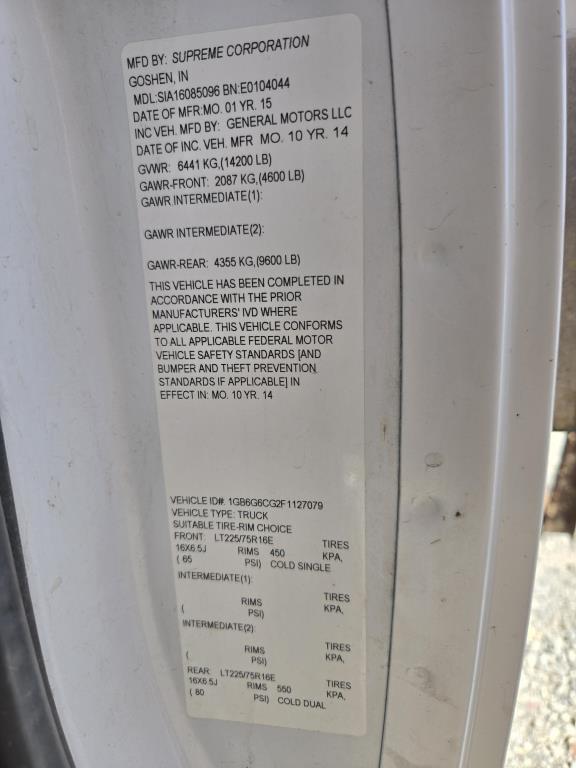 MFD BY: SUPREME CORPORATION
GOSHEN, IN
MDL:SIA16085096 BN:E0104044
DATE OF MFR:MO. 01 YR. 15
INC VEH. MFD BY: GENERAL MOTORS LLC
DATE OF INC. VEH. MFR MO. 10 YR. 14
GVWR: 6441 KG,(14200 LB)
GAWR-FRONT: 2087 KG,(4600 LB)
GAWR INTERMEDIATE(1):
GAWR INTERMEDIATE(2):
GAWR-REAR: 4355 KG,(9600 LB)
THIS VEHICLE HAS BEEN COMPLETED IN
ACCORDANCE WITH THE PRIOR
MANUFACTURERS' IVD WHERE
APPLICABLE. THIS VEHICLE CONFORMS
TO ALL APPLICABLE FEDERAL MOTOR
VEHICLE SAFETY STANDARDS [AND
BUMPER AND THEFT PREVENTION
STANDARDS IF APPLICABLE] IN
EFFECT IN: MO. 10 YR. 14
VEHICLE ID#: 1GB6G6CG2F1127079
VEHICLE TYPE: TRUCK
SUITABLE TIRE-RIM CHOICE
FRONT: LT225/75R16E TIRES
16X6.5J RIMS 450 KPA,
( 65 PSI) COLD SINGLE
INTERMEDIATE(1):
TIRES
RIMS KPA,
( PSI)
INTERMEDIATE(2):
TIRES
RIMS KPA,
( PSI)
REAR: LT225/75R16E TIRES
16X6.5J RIMS 550 KPA,
( 80 PSI) COLD DUAL